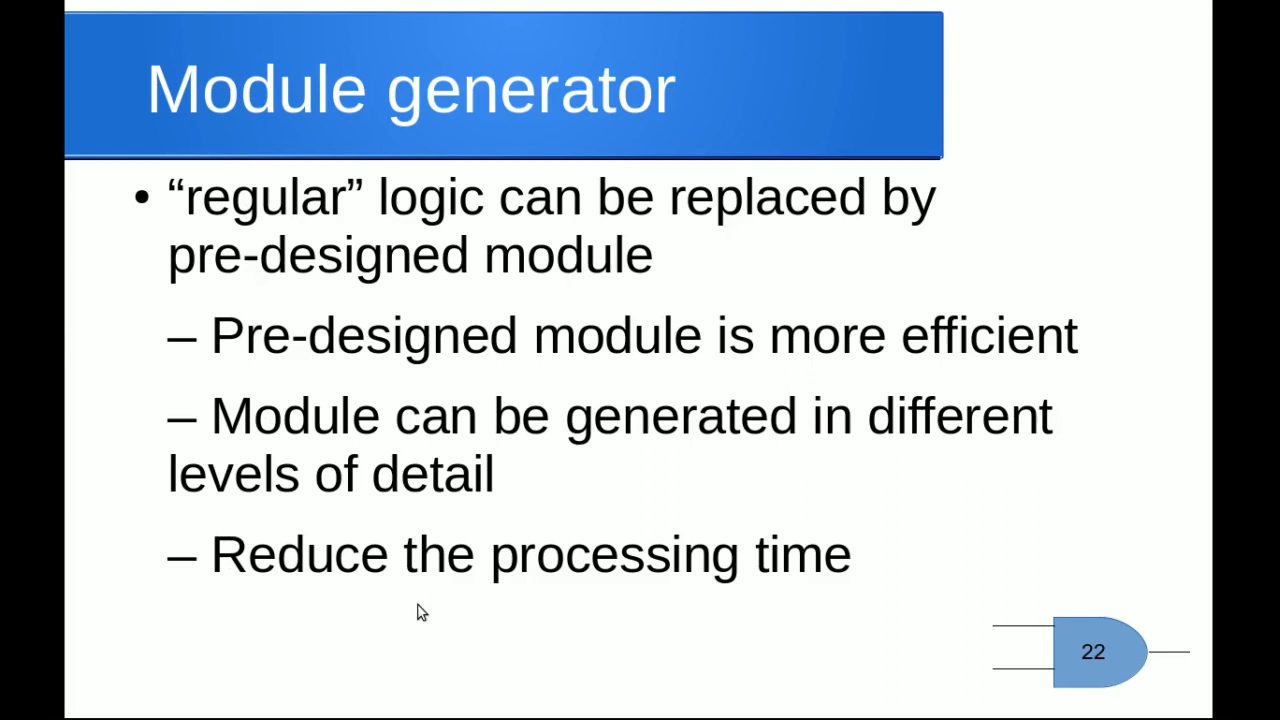 Module generator
• “regular” logic can be replaced by
pre-designed module
– Pre-designed module is more efficient
– Module can be generated in different
levels of detail
– Reduce the processing time
22